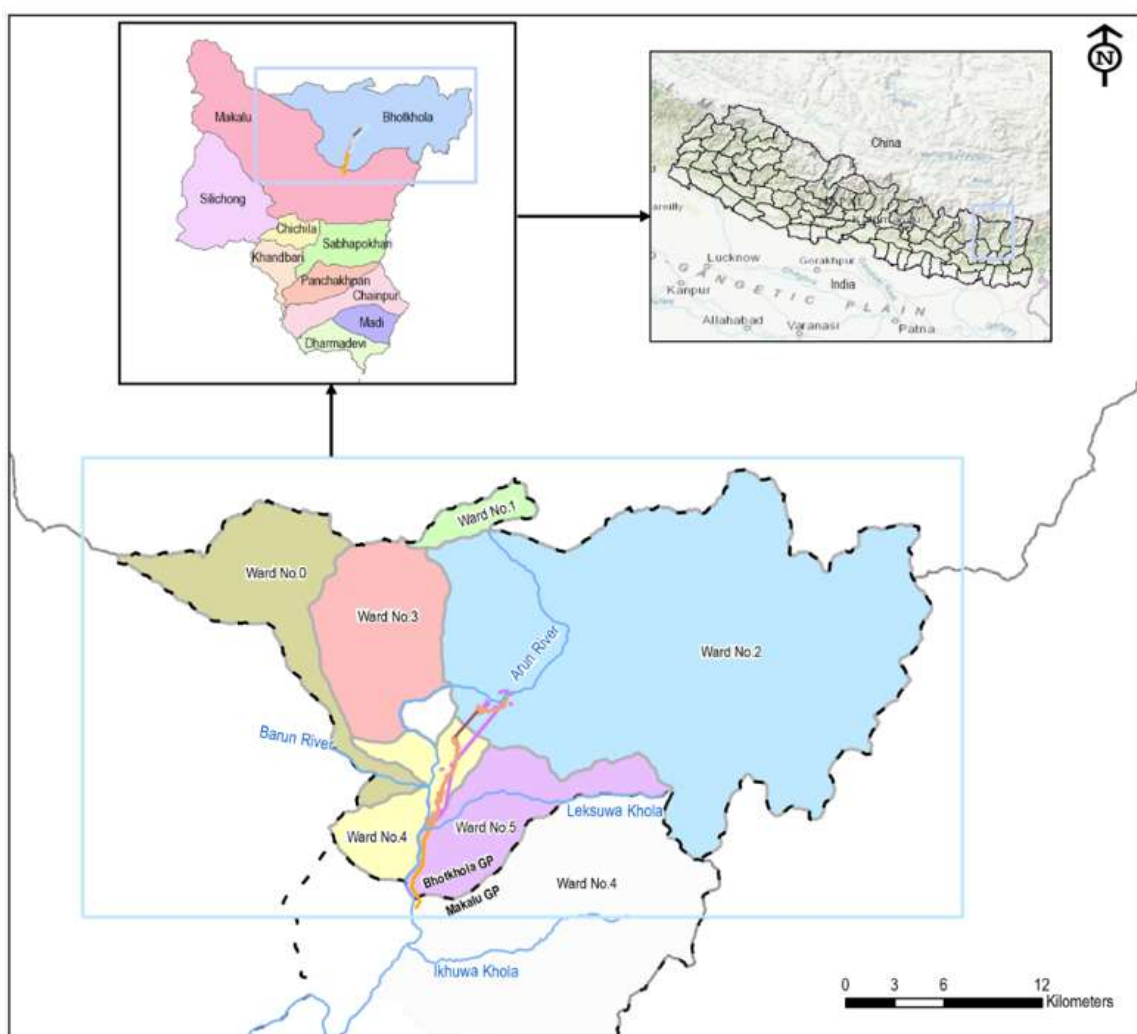 N
Makalu
Bhotkhola
Silichong
Chichila
Khandbari
Sabhapokhari
Panchakhpan
Chainpur
Madi
Dharmadevi
China
areilly
Lucknow
Gorakhpur
India
Kanpur
GANGETIC PLAIN
Allahabad
Varanasi
Patna
Ward No.1
Ward No.0
Ward No.3
Arun River
Ward No.2
Barun River
Leksuwa Khola
Ward No.4
Ward No.5
Bhotkhola GP
Makalu GP
Ward No.4
Ikhuwa Khola
0 3 6 12
Kilometers